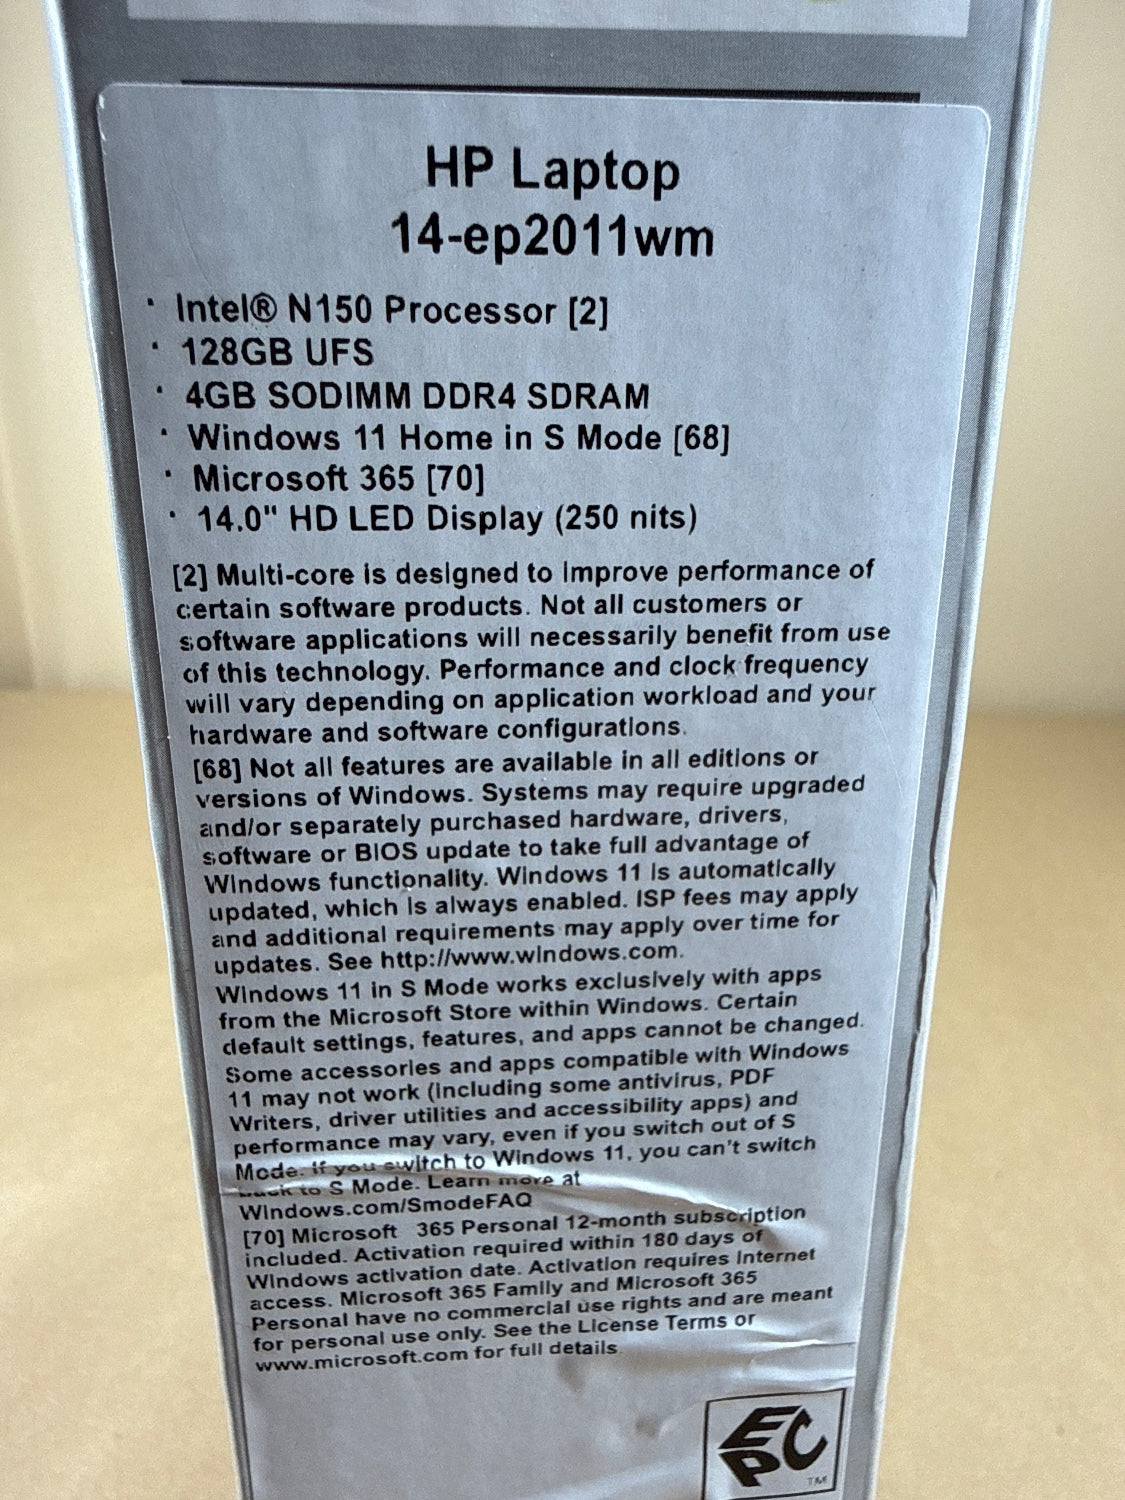 HP Laptop
14-ep2011wm
· Intel® N150 Processor [2]
· 128GB UFS
· 4GB SODIMM DDR4 SDRAM
· Windows 11 Home in S Mode [68]
· Microsoft 365 [70]
· 14.0" HD LED Display (250 nits)
[2] Multi-core is designed to improve performance of
certain software products. Not all customers or
software applications will necessarily benefit from use
of this technology. Performance and clock frequency
will vary depending on application workload and your
hardware and software configurations.
[68] Not all features are available in all editions or
versions of Windows. Systems may require upgraded
and/or separately purchased hardware, drivers,
software or BIOS update to take full advantage of
Windows functionality. Windows 11 is automatically
updated, which is always enabled. ISP fees may apply
and additional requirements may apply over time for
updates. See http://www.windows.com.
Windows 11 in S Mode works exclusively with apps
from the Microsoft Store within Windows. Certain
default settings, features, and apps cannot be changed.
Some accessories and apps compatible with Windows
11 may not work (including some antivirus, PDF
Writers, driver utilities and accessibility apps) and
performance may vary, even if you switch out of S
Mode. If you switch to Windows 11, you can't switch
back to S Mode. Learn more at
Windows.com/SmodeFAQ
[70] Microsoft 365 Personal 12-month subscription
included. Activation required within 180 days of
Windows activation date. Activation requires Internet
access. Microsoft 365 Family and Microsoft 365
Personal have no commercial use rights and are meant
for personal use only. See the License Terms or
www.microsoft.com for full details.
EPC
TM